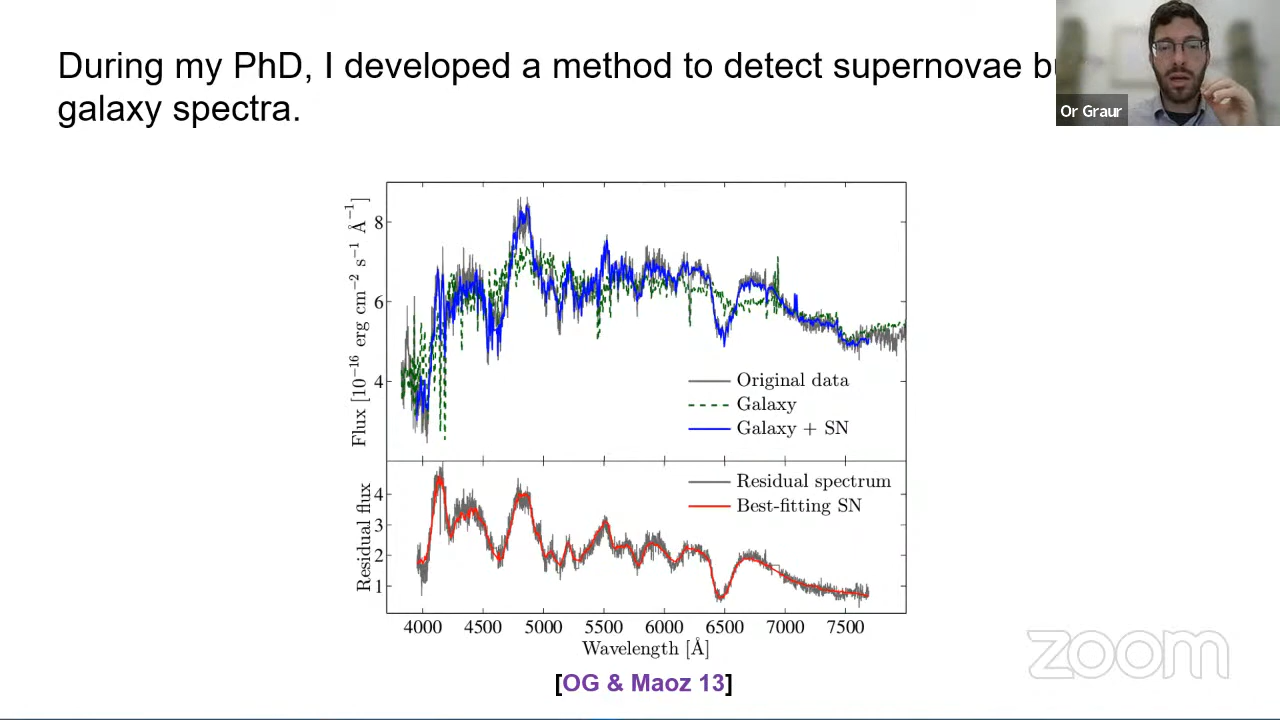 During my PhD, I developed a method to detect supernovae
galaxy spectra.
Or Graur
Flux [10⁻¹⁶ erg cm⁻² s⁻¹ Å⁻¹]
8
6
4
Original data
Galaxy
Galaxy + SN
Residual flux
4
3
2
1
Residual spectrum
Best-fitting SN
4000 4500 5000 5500 6000 6500 7000 7500
Wavelength [Å]
[OG & Maoz 13]
zoom